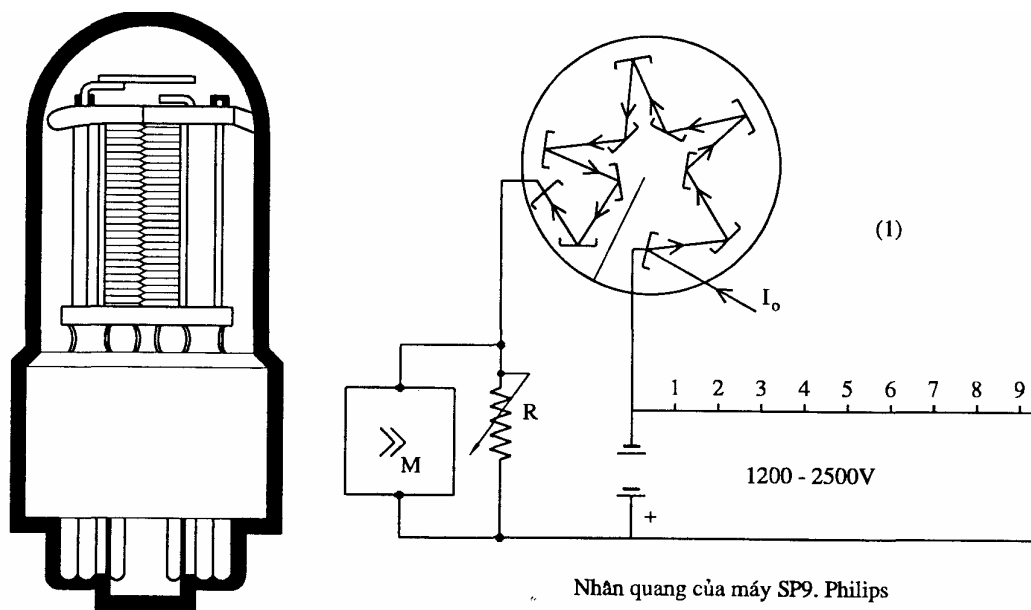 (1)
I₀
1 2 3 4 5 6 7 8 9
R
M
1200 - 2500V
+
Nhân quang của máy SP9. Philips